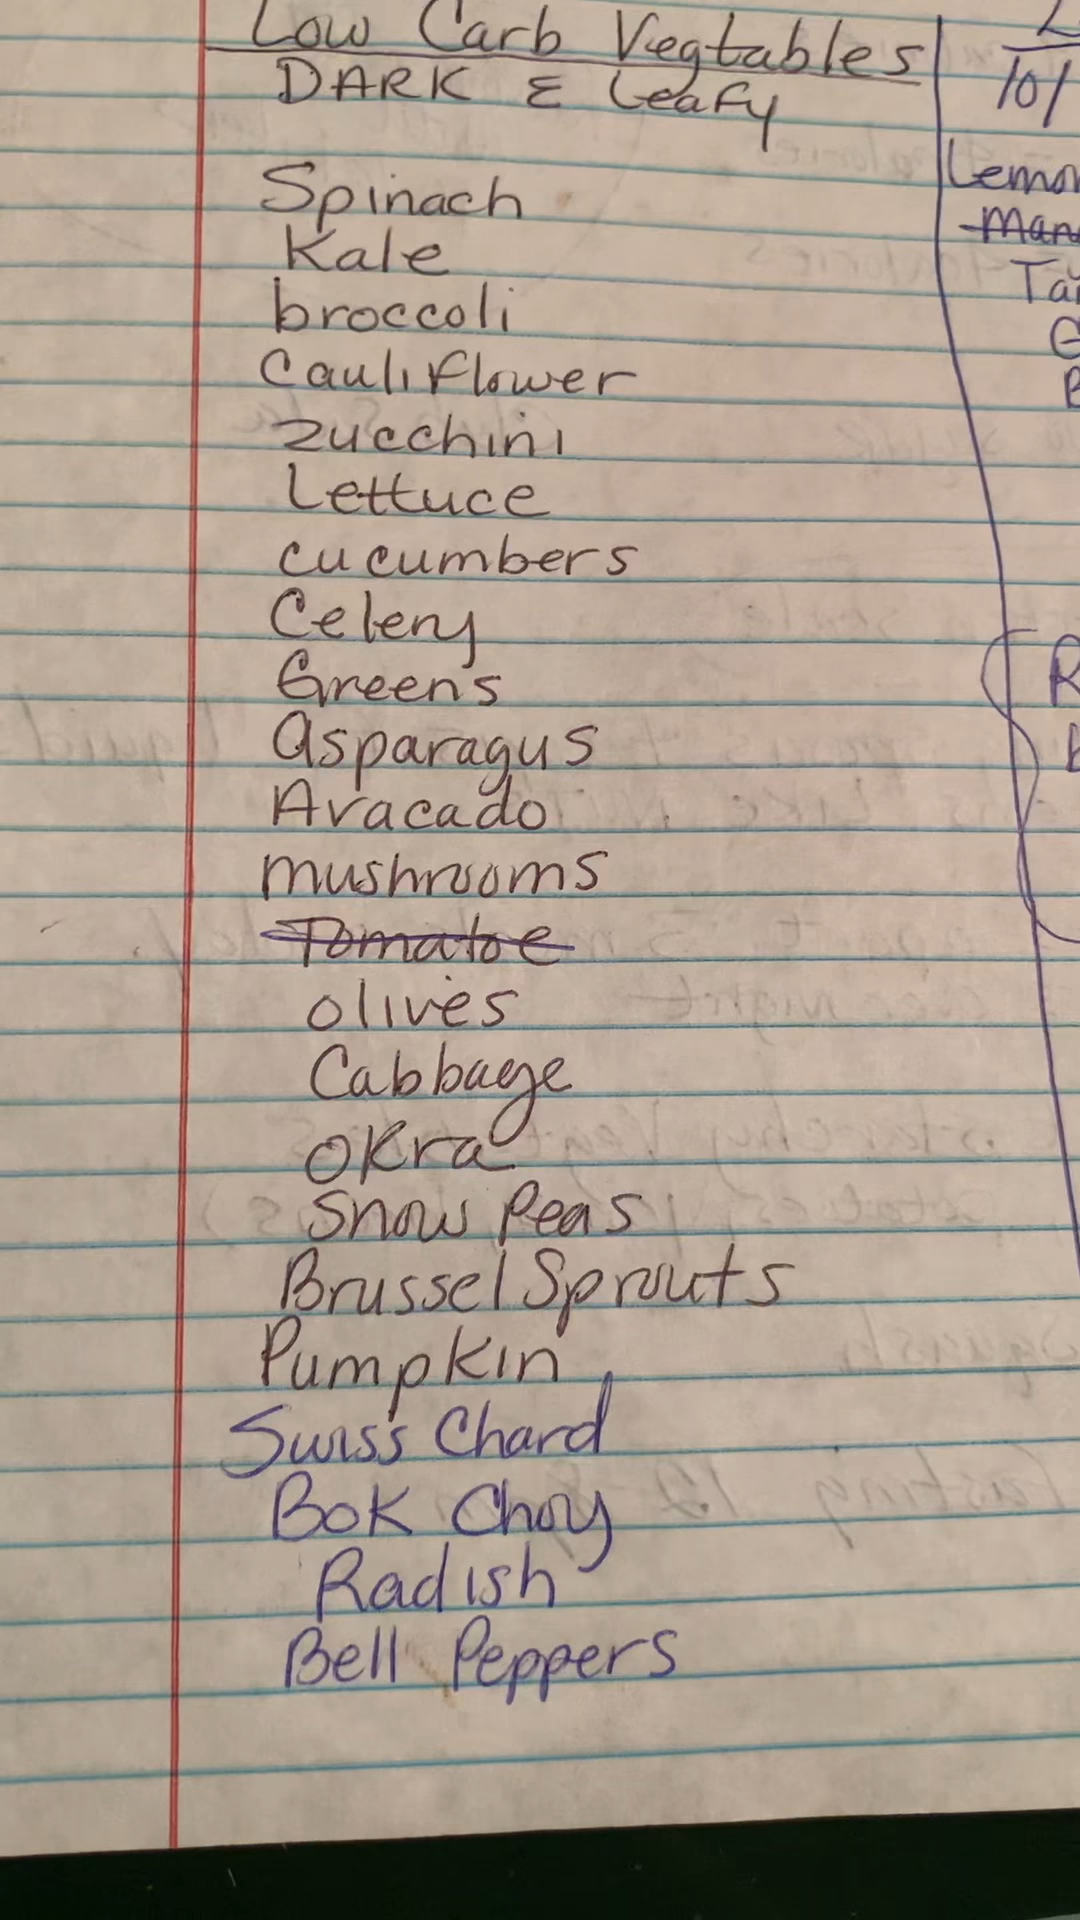 Low Carb Vegtables
DARK & Leafy
Spinach
Kale
broccoli
Cauliflower
zucchini
Lettuce
cucumbers
Celery
Greens
Asparagus
Avacado
mushrooms
Tomatoe
olives
Cabbage
OKra
Snow Peas
Brussel Sprouts
Pumpkin
Swiss Chard
Bok Choy
Radish
Bell Peppers